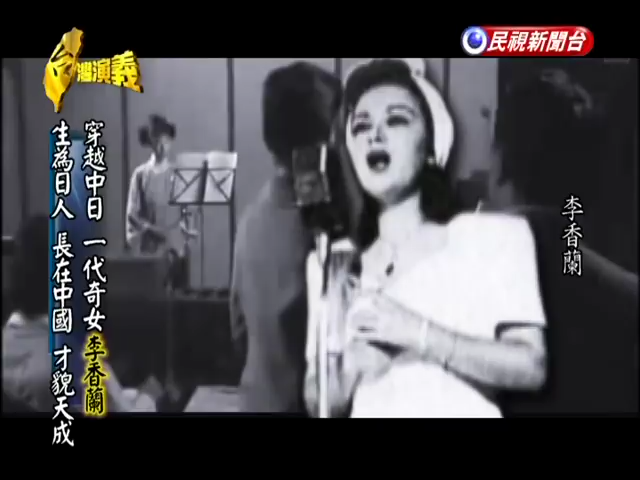 台灣演義
民視新聞台
穿越中日 一代奇女李香蘭
生為日人 長在中國 才貌天成
李香蘭